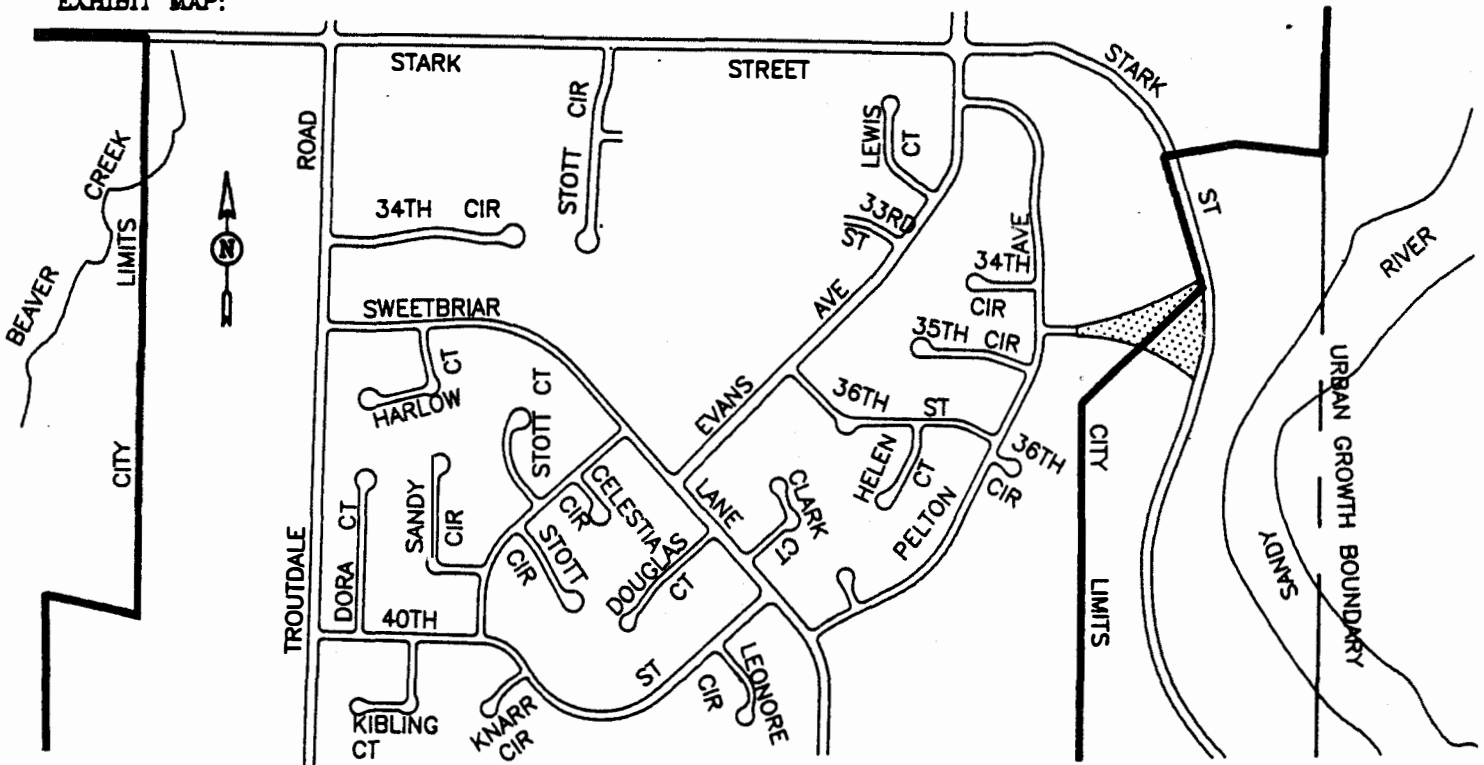 EXHIBIT MAP:
STARK
STREET
STARK
ST
ROAD
STOTT CIR
LEWIS
CT
CREEK
BEAVER
CITY LIMITS
N
34TH CIR
33RD
ST
AVE
34TH
CIR
35TH CIR
RIVER
SWEETBRIAR
EVANS AVE
HARLOW
CT
STOTT CT
36TH ST
HELEN
CT
36TH
CIR
PELTON
CITY LIMITS
URBAN GROWTH BOUNDARY
SANDY
TROUTDALE
DORA CT
SANDY
CIR
CELESTIA
CIR
STOTT
CIR
DOUGLAS
CT
LANE
CLARK
CT
40TH
ST
KIBLING
CT
KNARR
CIR
LEONORE
CIR